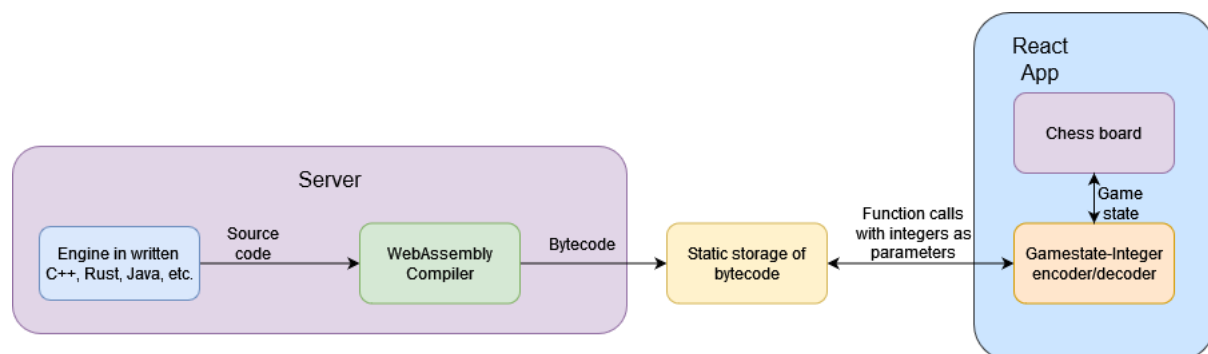 React
App
Chess board
Server
Game
state
Function calls
with integers as
parameters
Source
code
Bytecode
Engine in written
C++, Rust, Java, etc.
WebAssembly
Compiler
Static storage of
bytecode
Gamestate-Integer
encoder/decoder